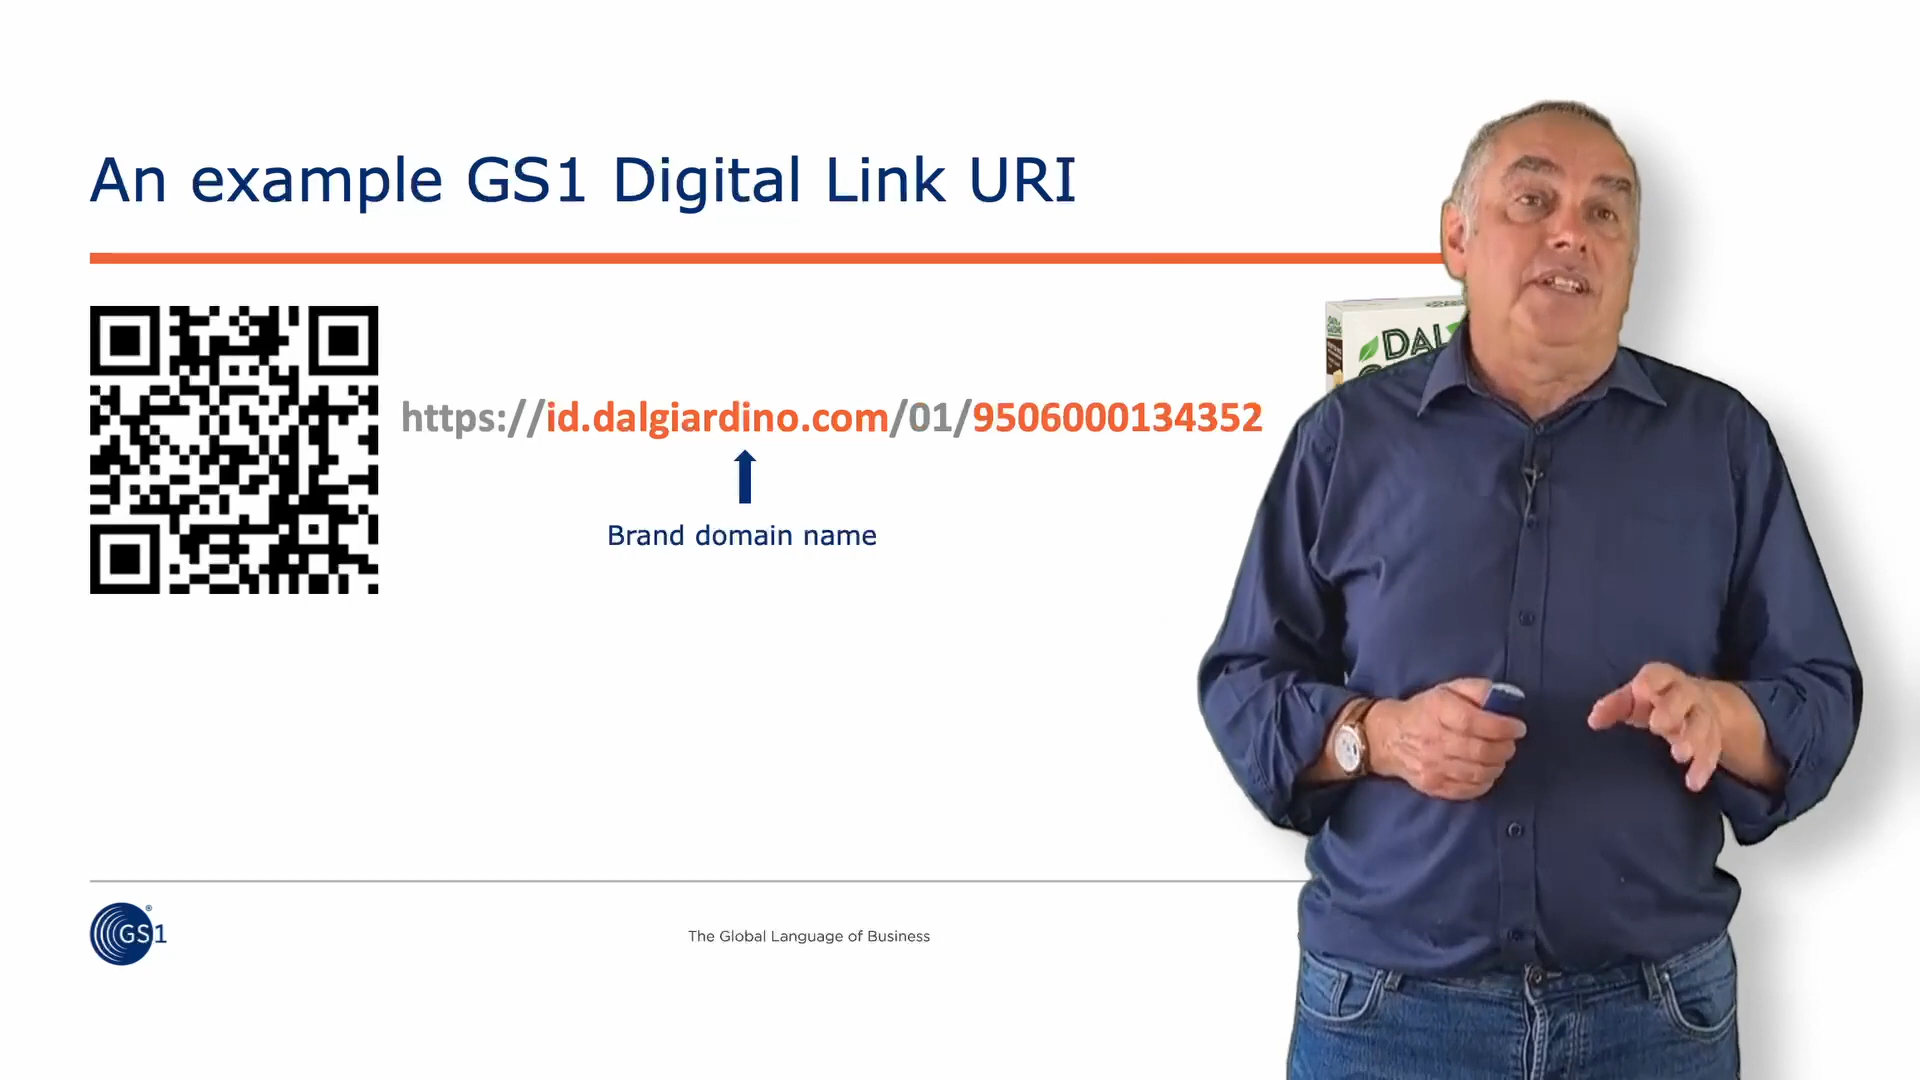 An example GS1 Digital Link URI
https://id.dalgiardino.com/01/9506000134352
Brand domain name
DAL
GS1
The Global Language of Business